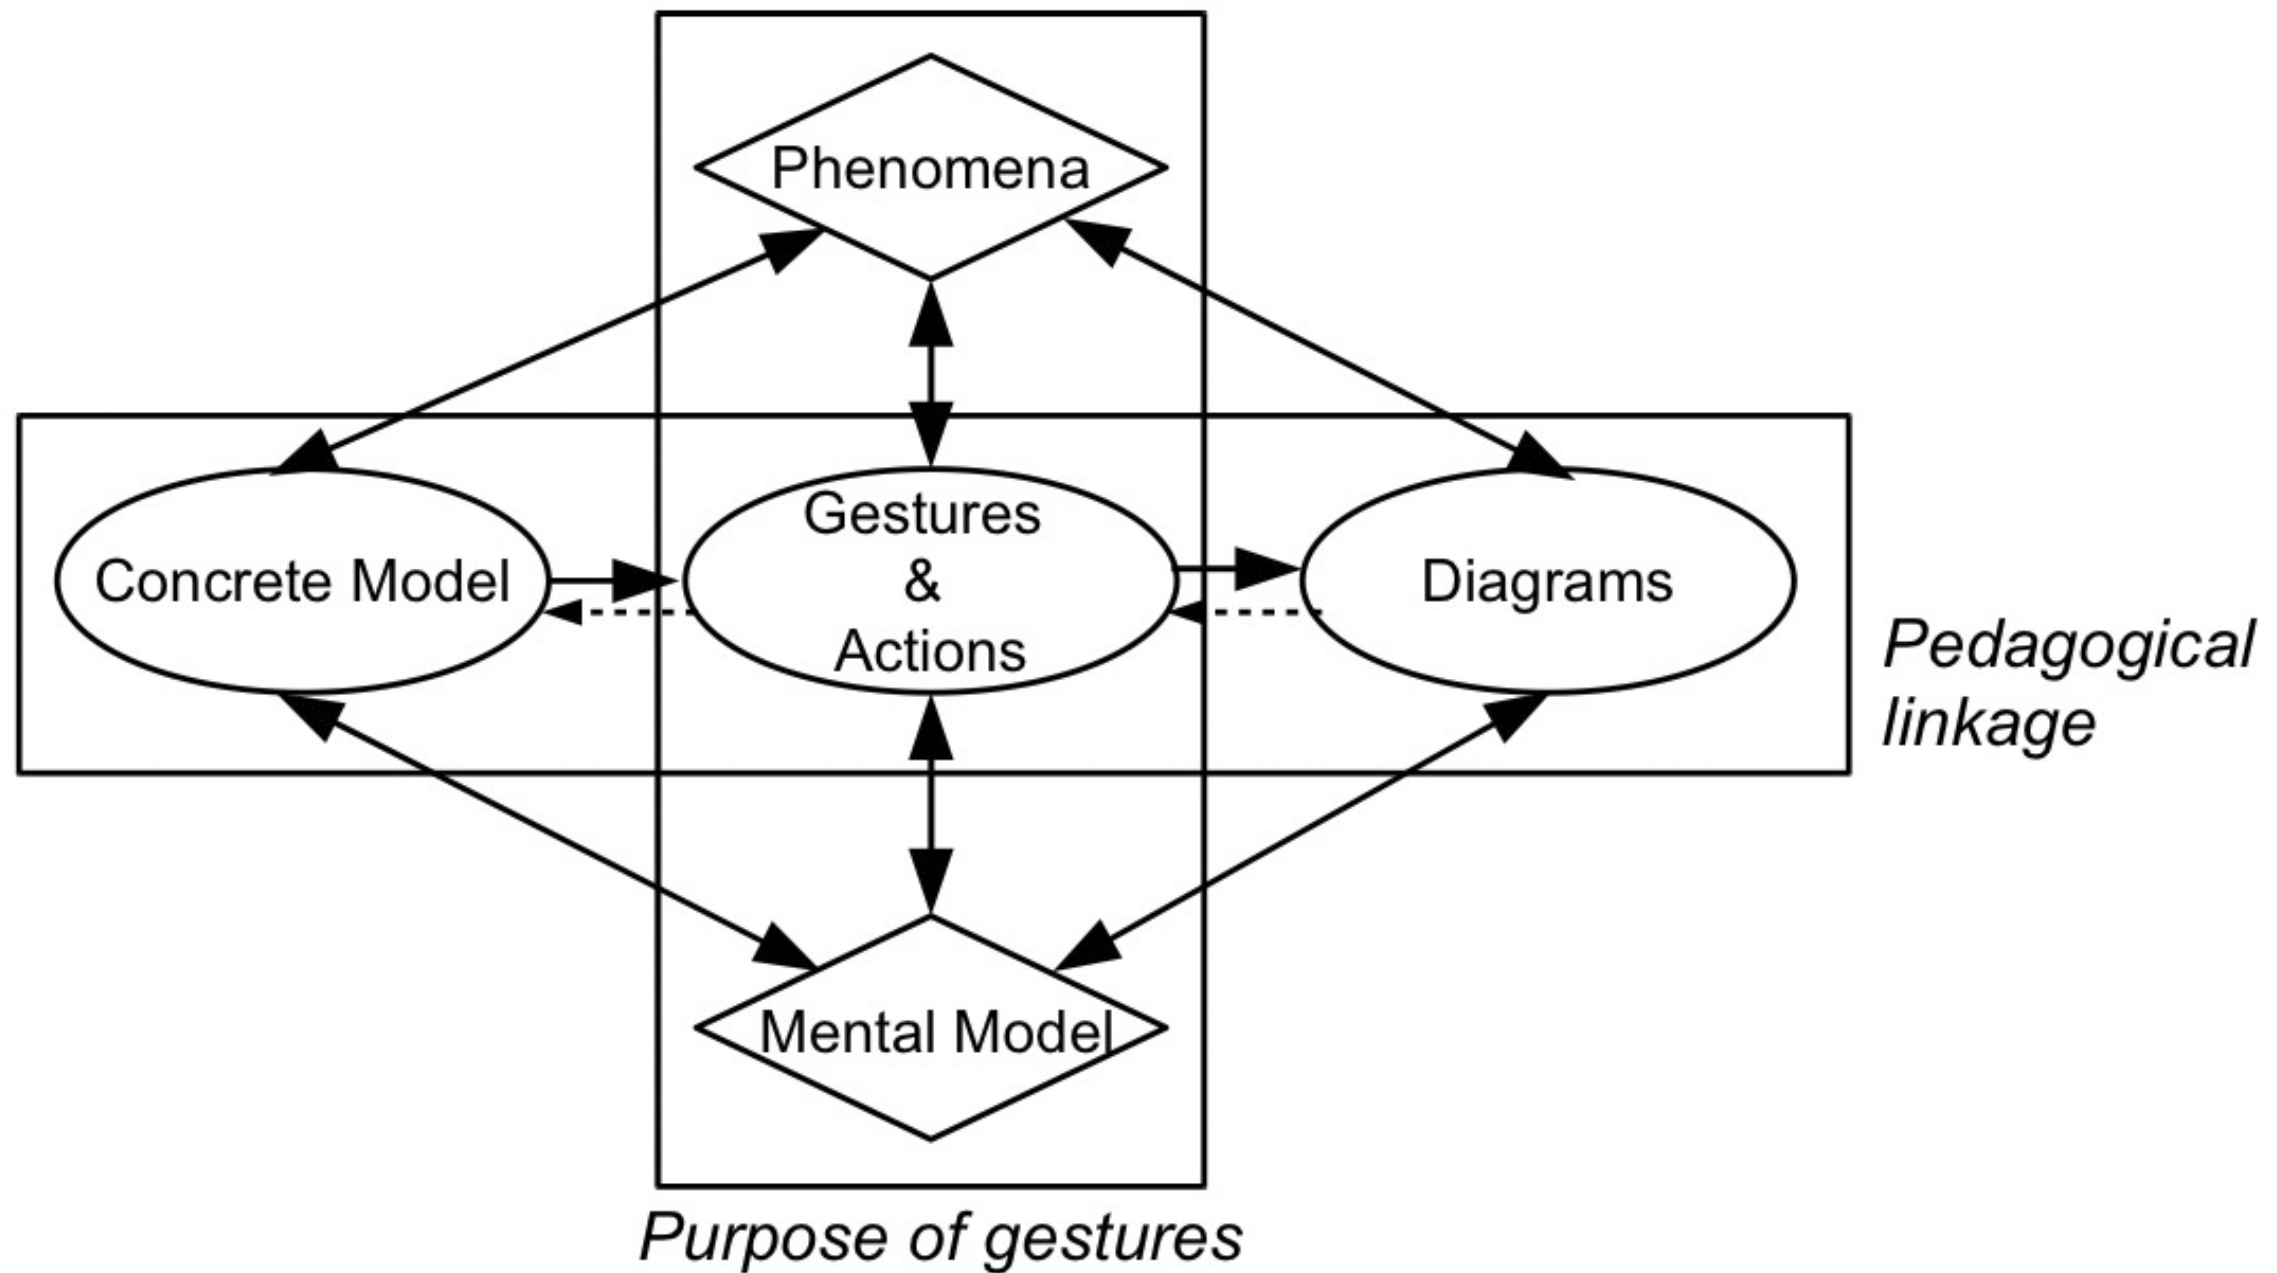 Phenomena
Concrete Model
Gestures
&
Actions
Diagrams
Pedagogical
linkage
Mental Model
Purpose of gestures